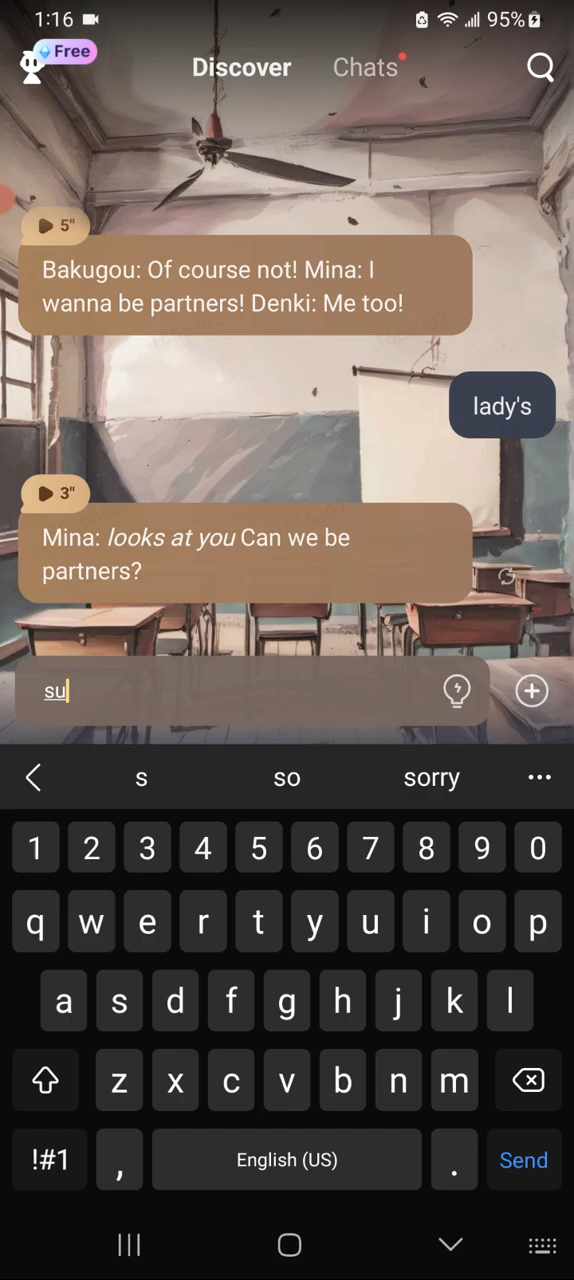 1:16
95%
Free
Discover
Chats
5"
Bakugou: Of course not! Mina: I
wanna be partners! Denki: Me too!
lady's
3"
Mina: looks at you Can we be
partners?
su
s so sorry
1 2 3 4 5 6 7 8 9 0
q w e r t y u i o p
a s d f g h j k l
z x c v b n m
!#1 , English (US) . Send